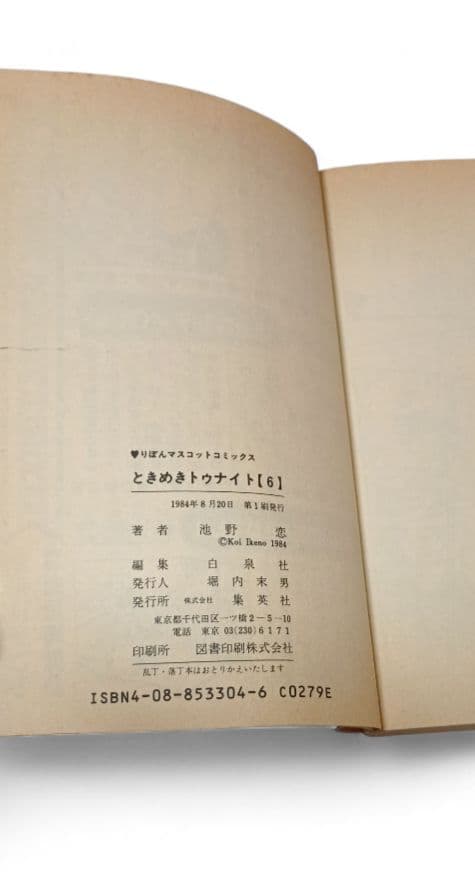 ♥りぼんマスコットコミックス
ときめきトゥナイト【6】
1984年8月20日 第1刷発行
著者 池野 恋
©Koi Ikeno 1984
編集 白泉社
発行人 堀内末男
発行所 株式会社 集英社
東京都千代田区一ツ橋2−5−10
電話 東京 03(230)6171
印刷所 図書印刷株式会社
乱丁・落丁本はおとりかえいたします
ISBN4-08-853304-6 C0279E